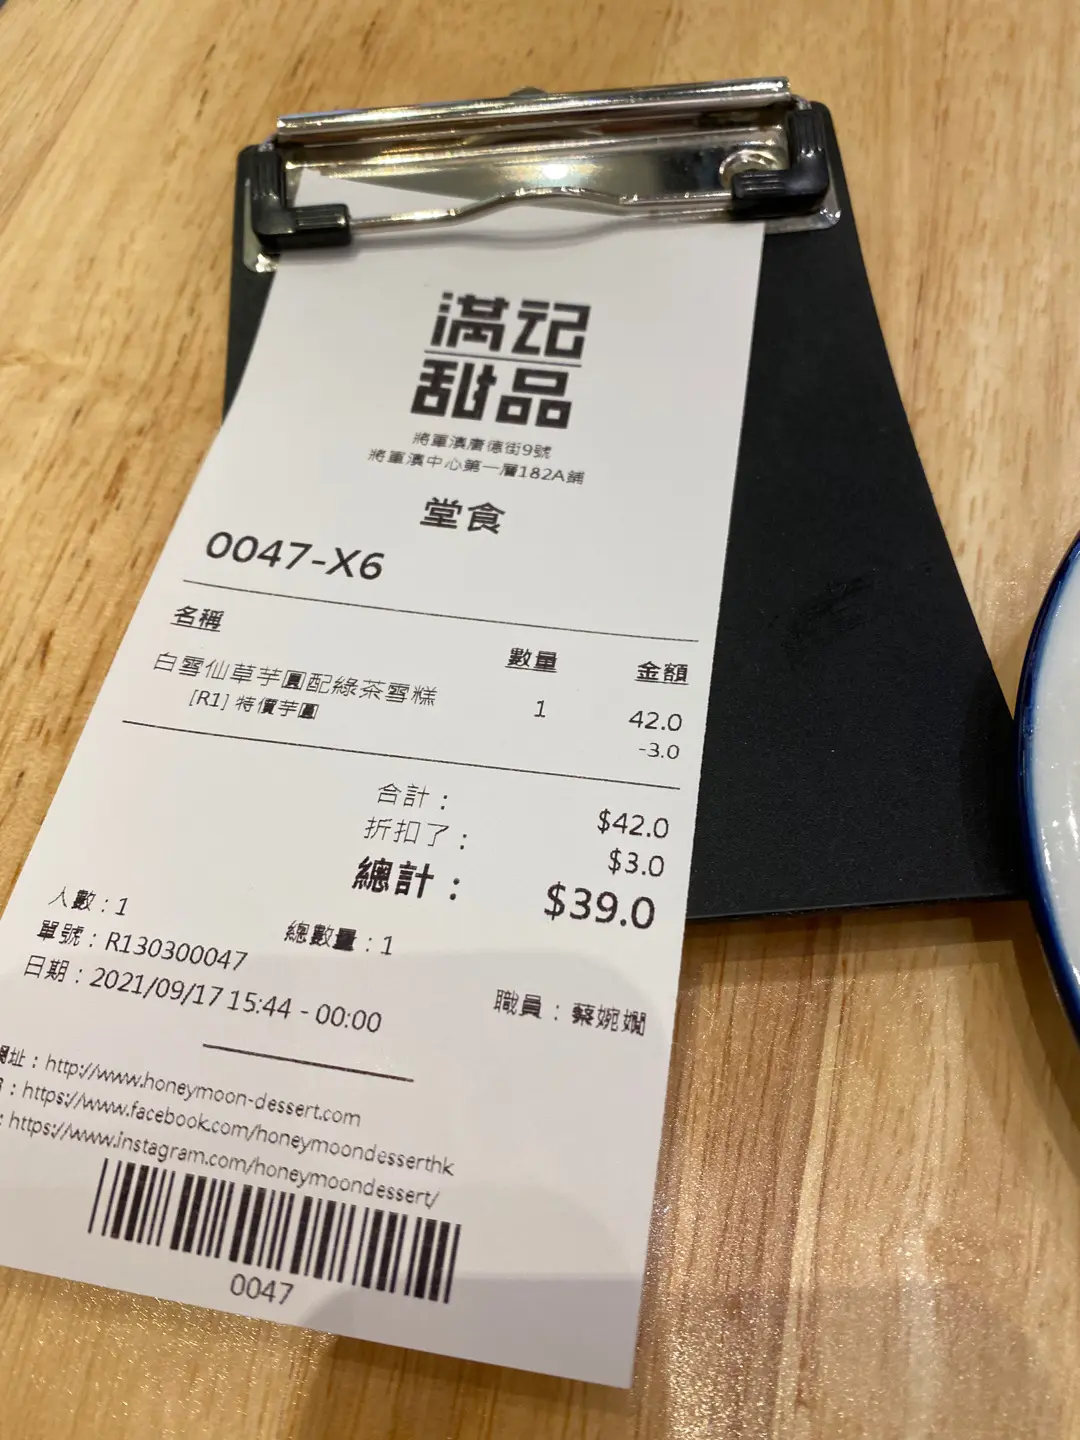 滿記
甜品
將軍澳唐德街9號
將軍澳中心第一層182A舖
堂食
0047-X6
名稱 數量 金額
白雪仙草芋圓配綠茶雪糕 1 42.0
[R1] 特價芋圓 -3.0
合計： $42.0
折扣了： $3.0
總計： $39.0
人數：1 總數量：1
單號：R130300047
日期：2021/09/17 15:44 - 00:00 職員：蔡婉嫻
網址：http://www.honeymoon-dessert.com
：https://www.facebook.com/honeymoondesserthk
：https://www.instagram.com/honeymoondessert/
0047